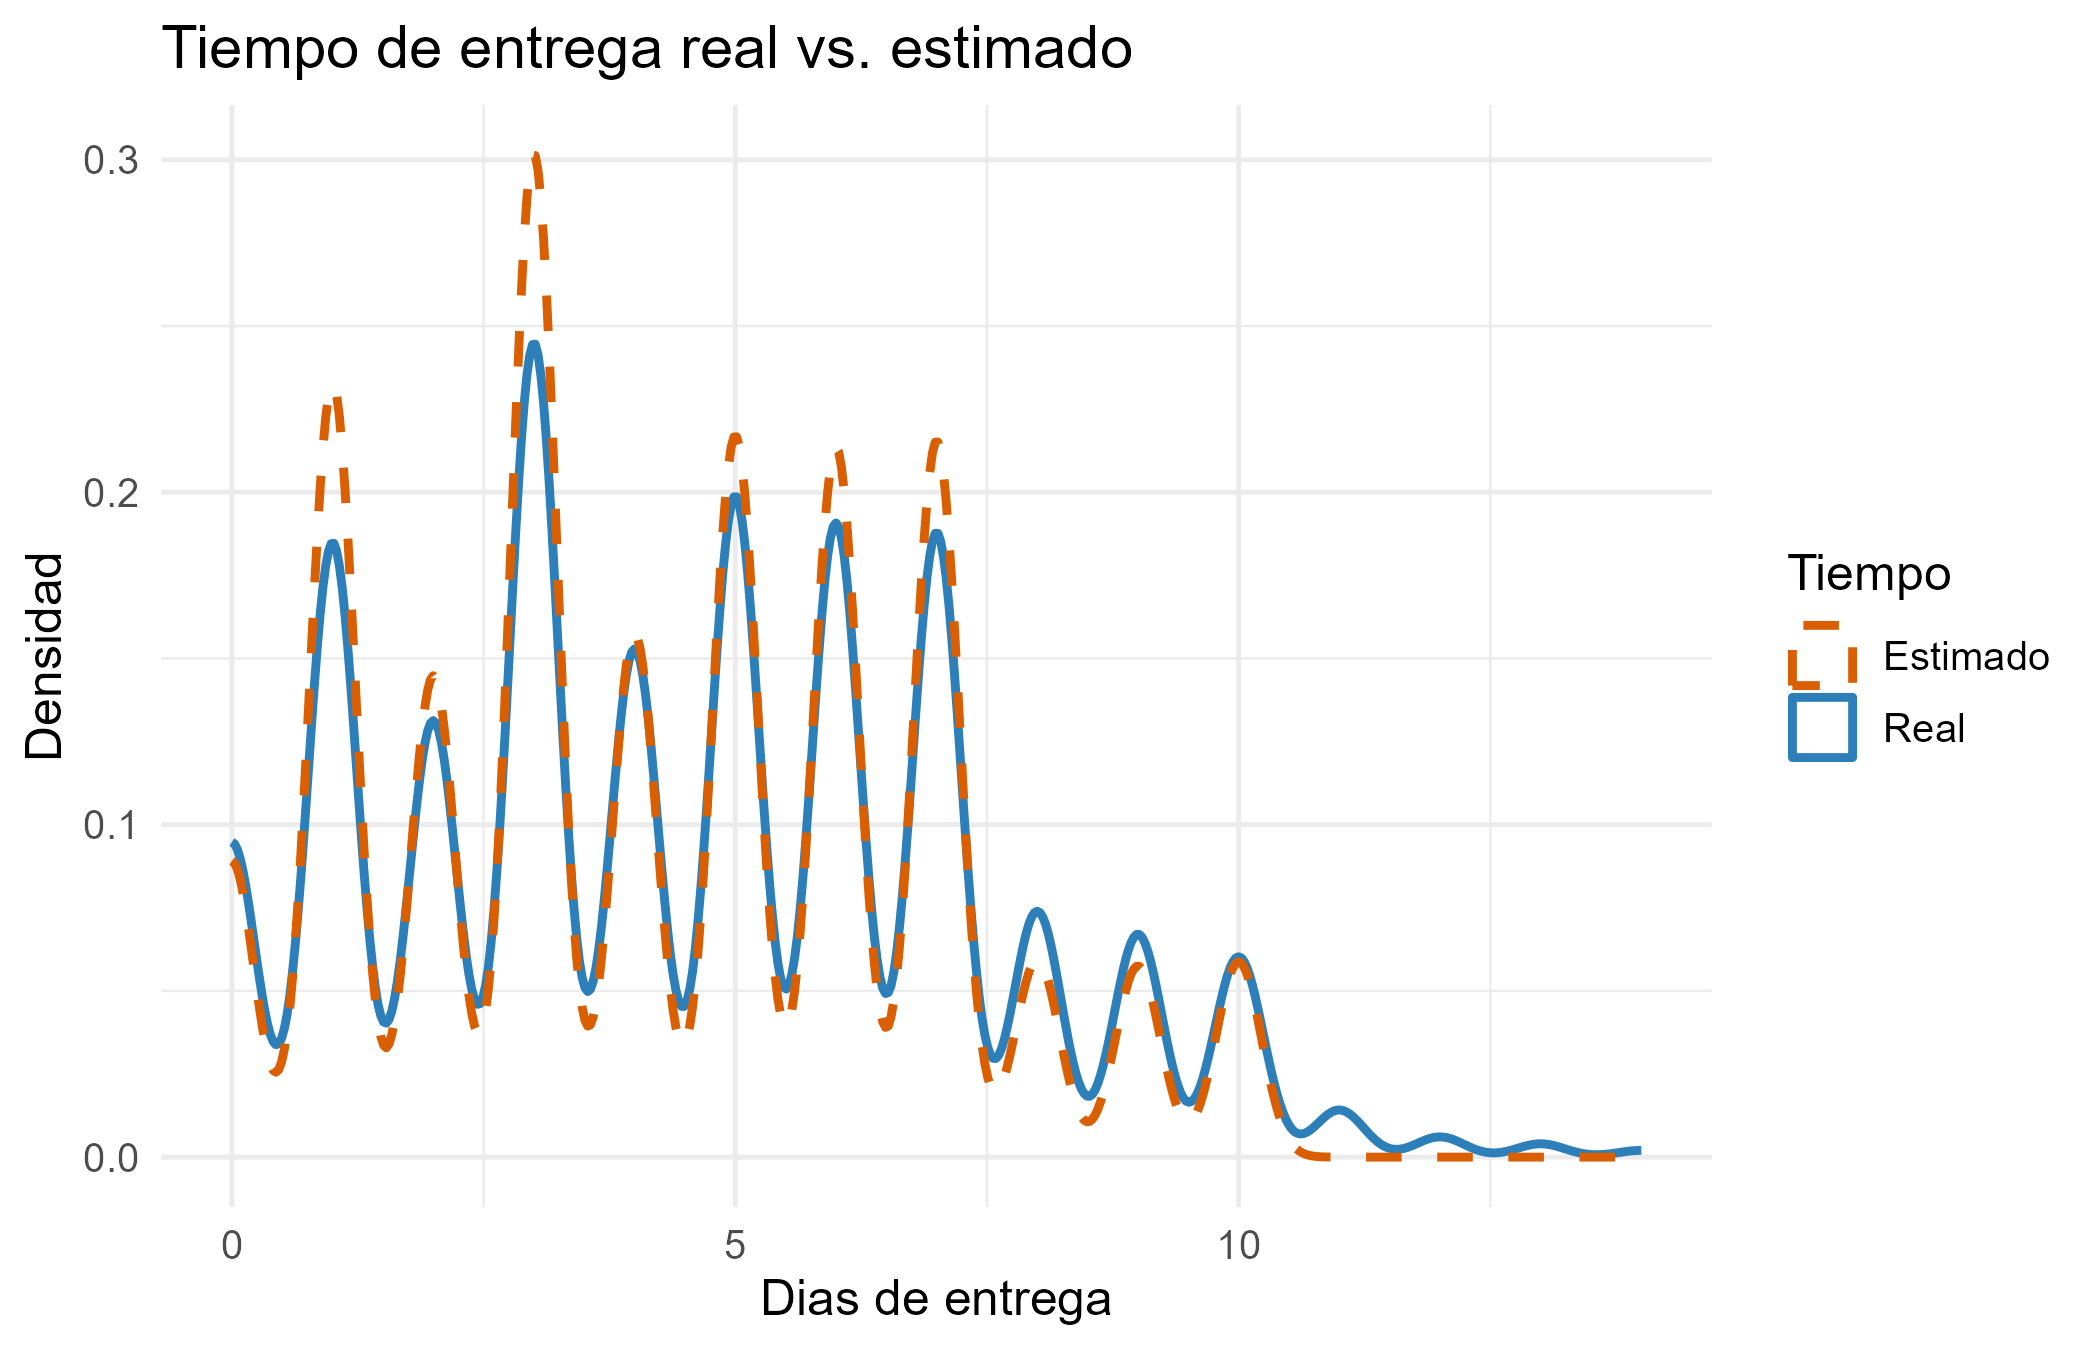 Tiempo de entrega real vs. estimado
0.3
0.2
0.1
0.0
Densidad
0
5
10
Dias de entrega
Tiempo
Estimado
Real